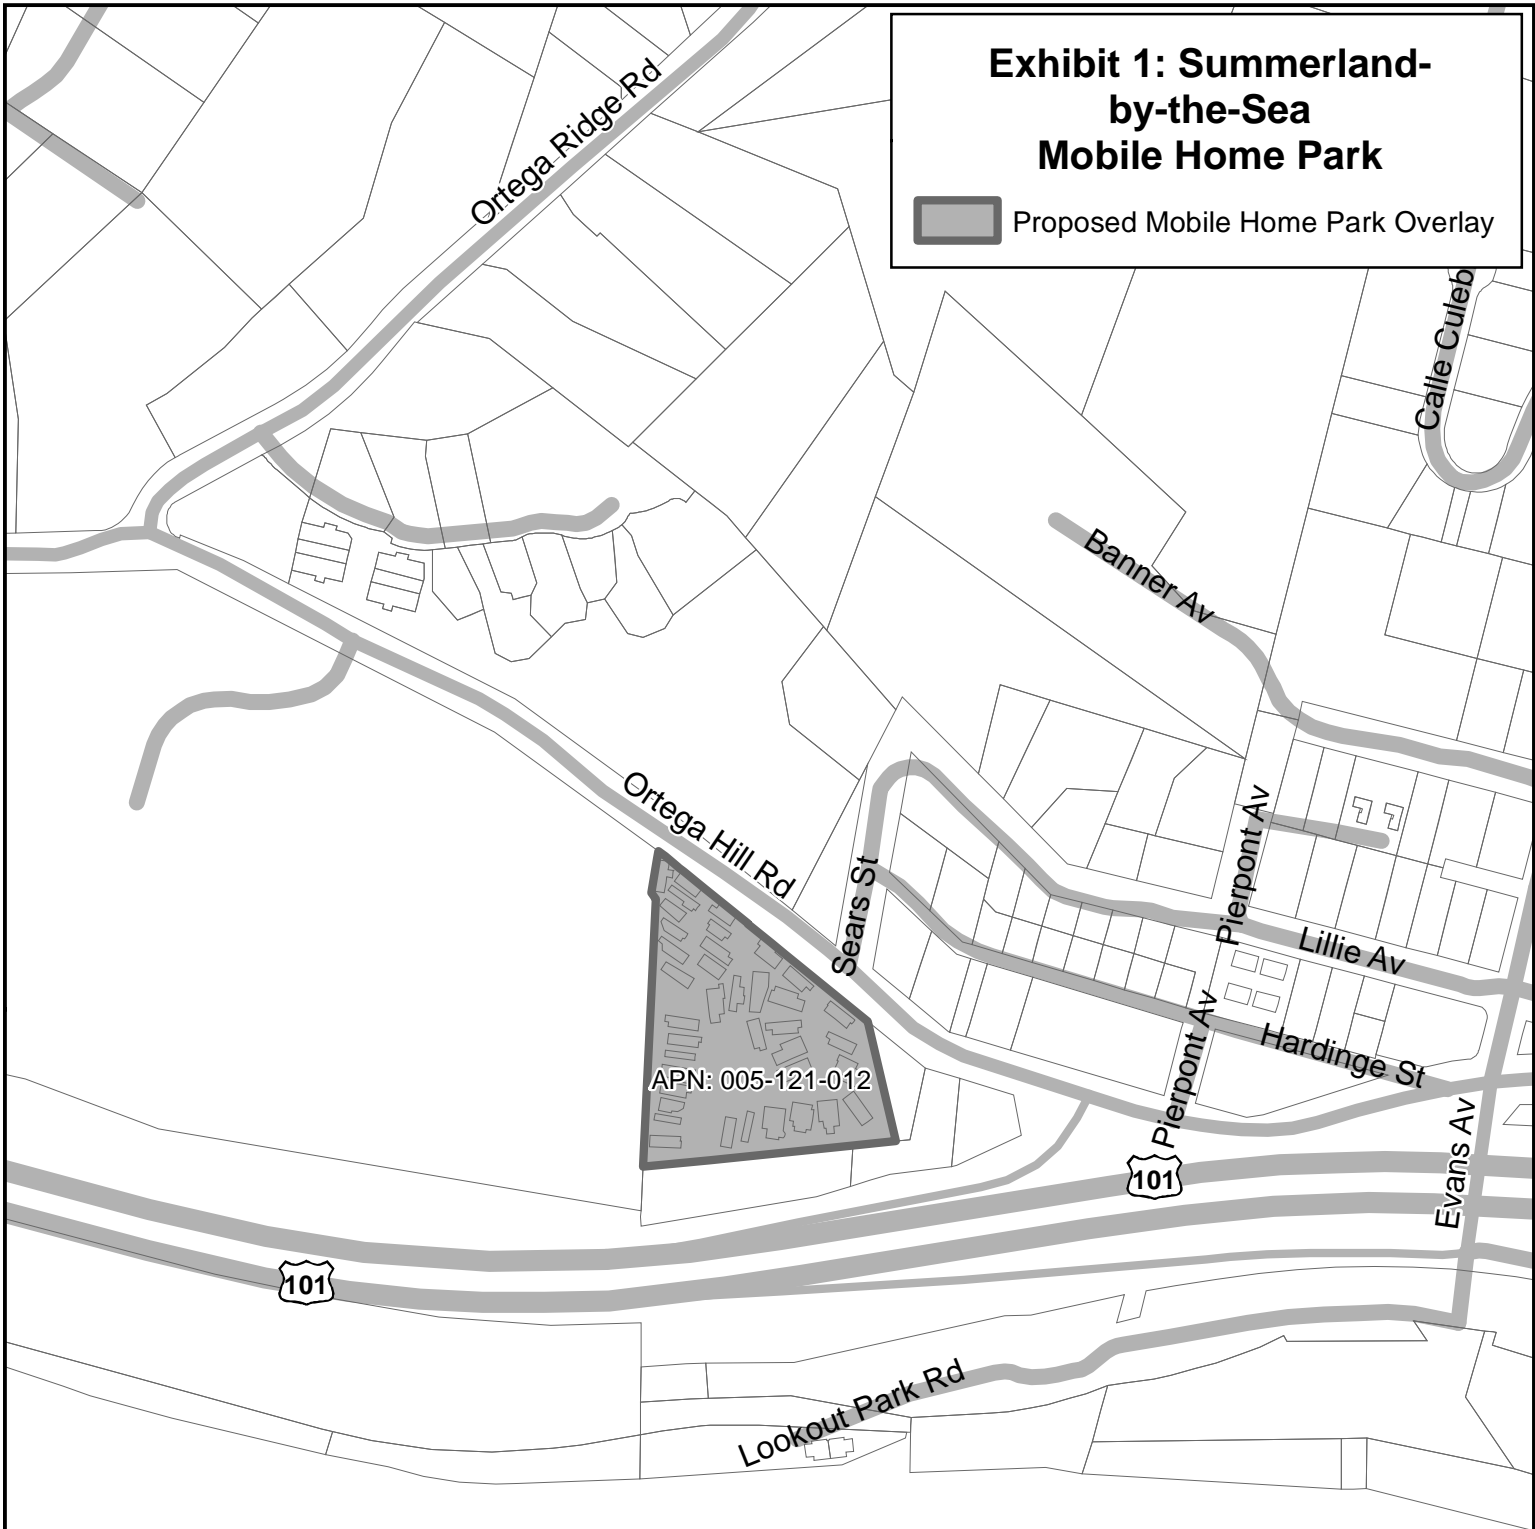 Exhibit 1: Summerland-
by-the-Sea
Mobile Home Park
Proposed Mobile Home Park Overlay
Ortega Ridge Rd
Calle Culeb
Banner Av
Ortega Hill Rd
Sears St
Pierpont Av
Lillie Av
Pierpont Av
Hardinge St
APN: 005-121-012
Evans Av
101
101
Lookout Park Rd